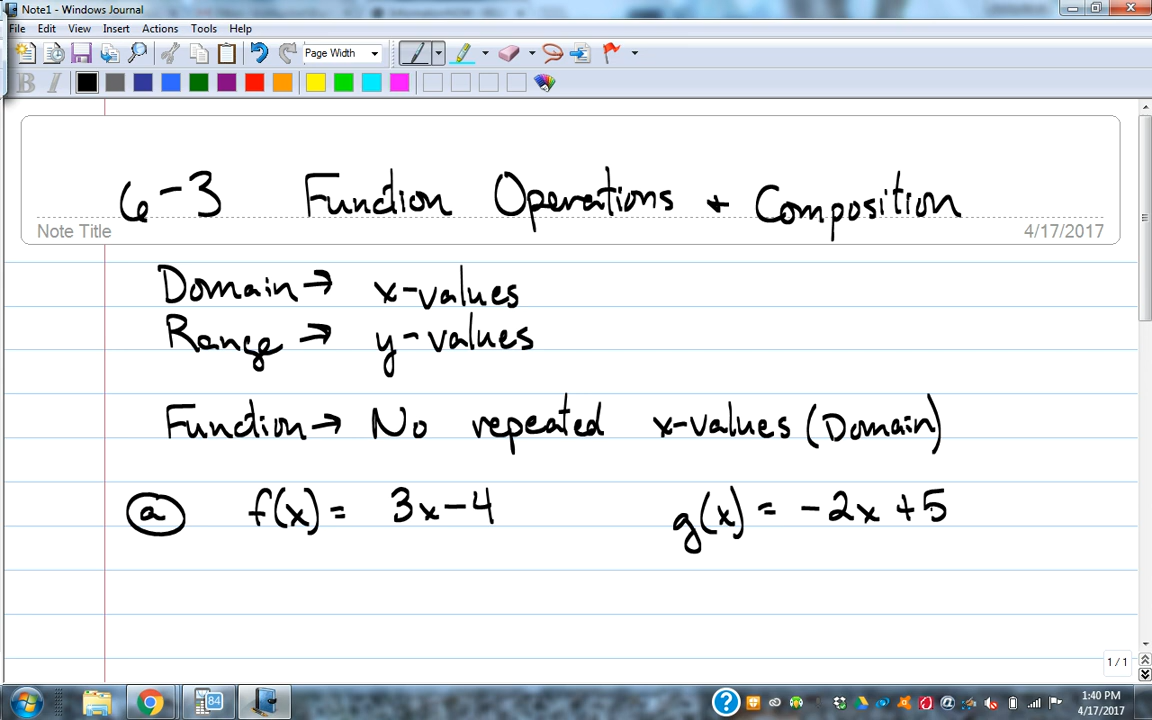 Note1 - Windows Journal
File Edit View Insert Actions Tools Help
Page Width
B I
6-3 Function Operations + Composition
Note Title 4/17/2017
Domain → x-values
Range → y-values
Function → No repeated x-values (Domain)
a f(x) = 3x-4 g(x) = -2x+5
1/1
84
1:40 PM
4/17/2017